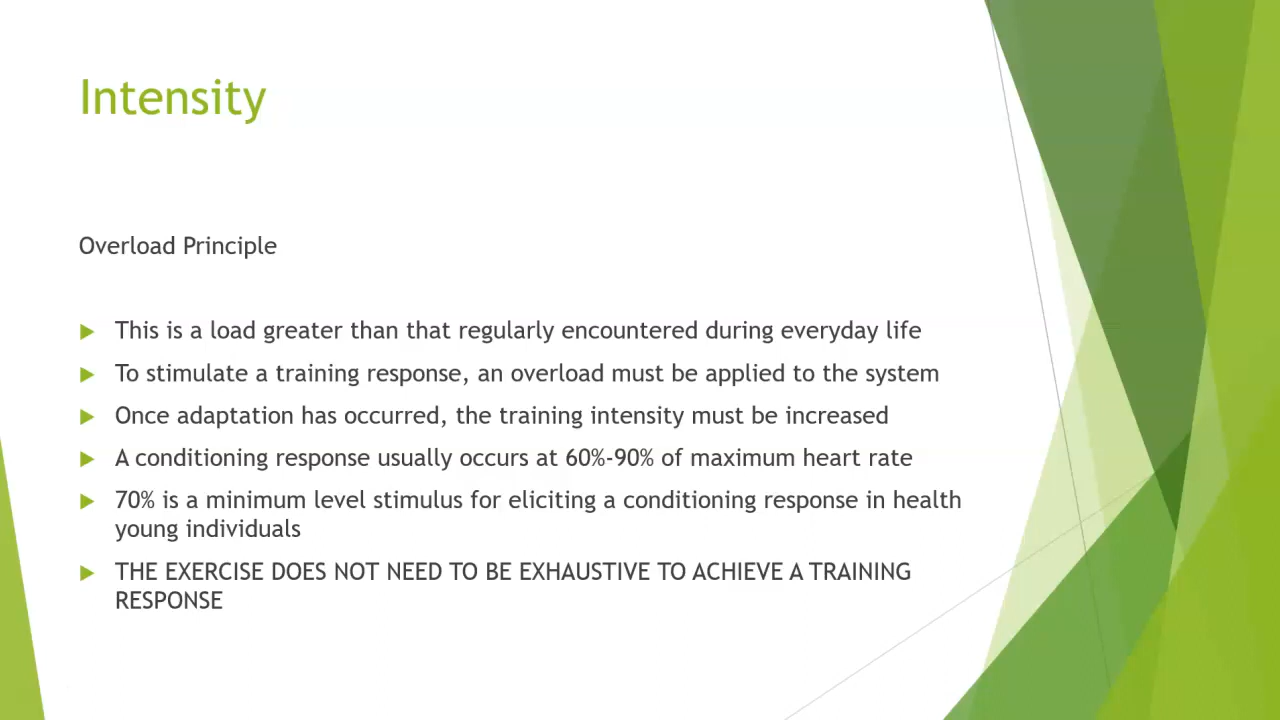 Intensity
Overload Principle
This is a load greater than that regularly encountered during everyday life
To stimulate a training response, an overload must be applied to the system
Once adaptation has occurred, the training intensity must be increased
A conditioning response usually occurs at 60%-90% of maximum heart rate
70% is a minimum level stimulus for eliciting a conditioning response in health
young individuals
THE EXERCISE DOES NOT NEED TO BE EXHAUSTIVE TO ACHIEVE A TRAINING
RESPONSE